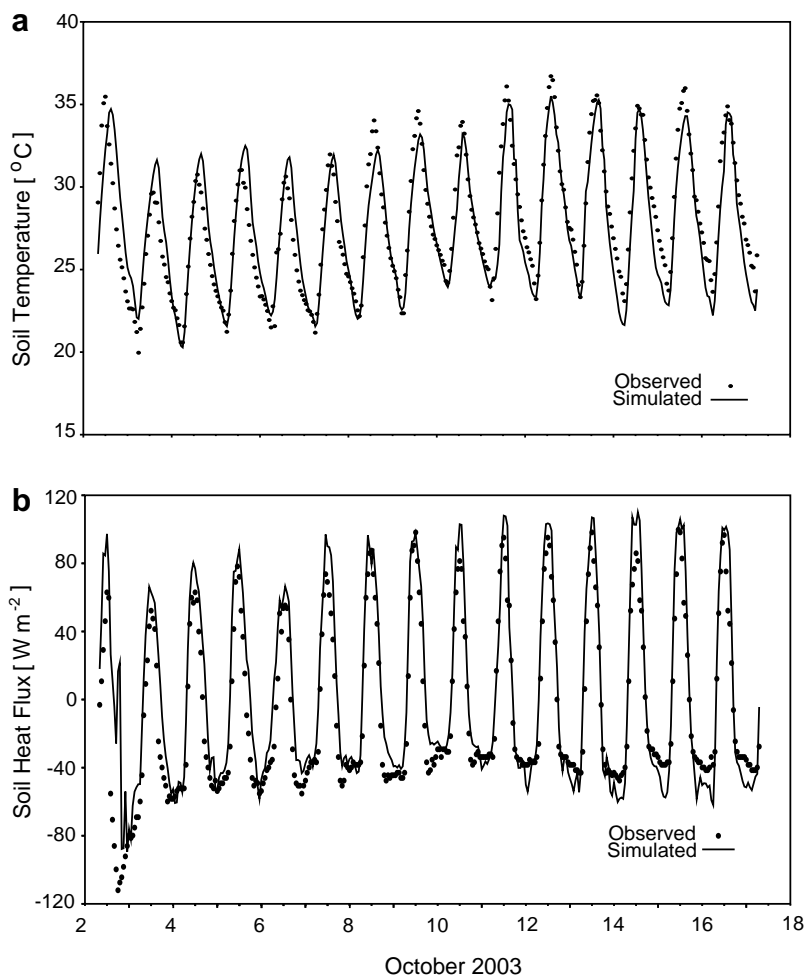 a
40
35
30
25
20
15
Soil Temperature [ °C]
Observed
Simulated
b
120
80
40
0
-40
-80
-120
Soil Heat Flux [ W m-2 ]
Observed
Simulated
2 4 6 8 10 12 14 16 18
October 2003